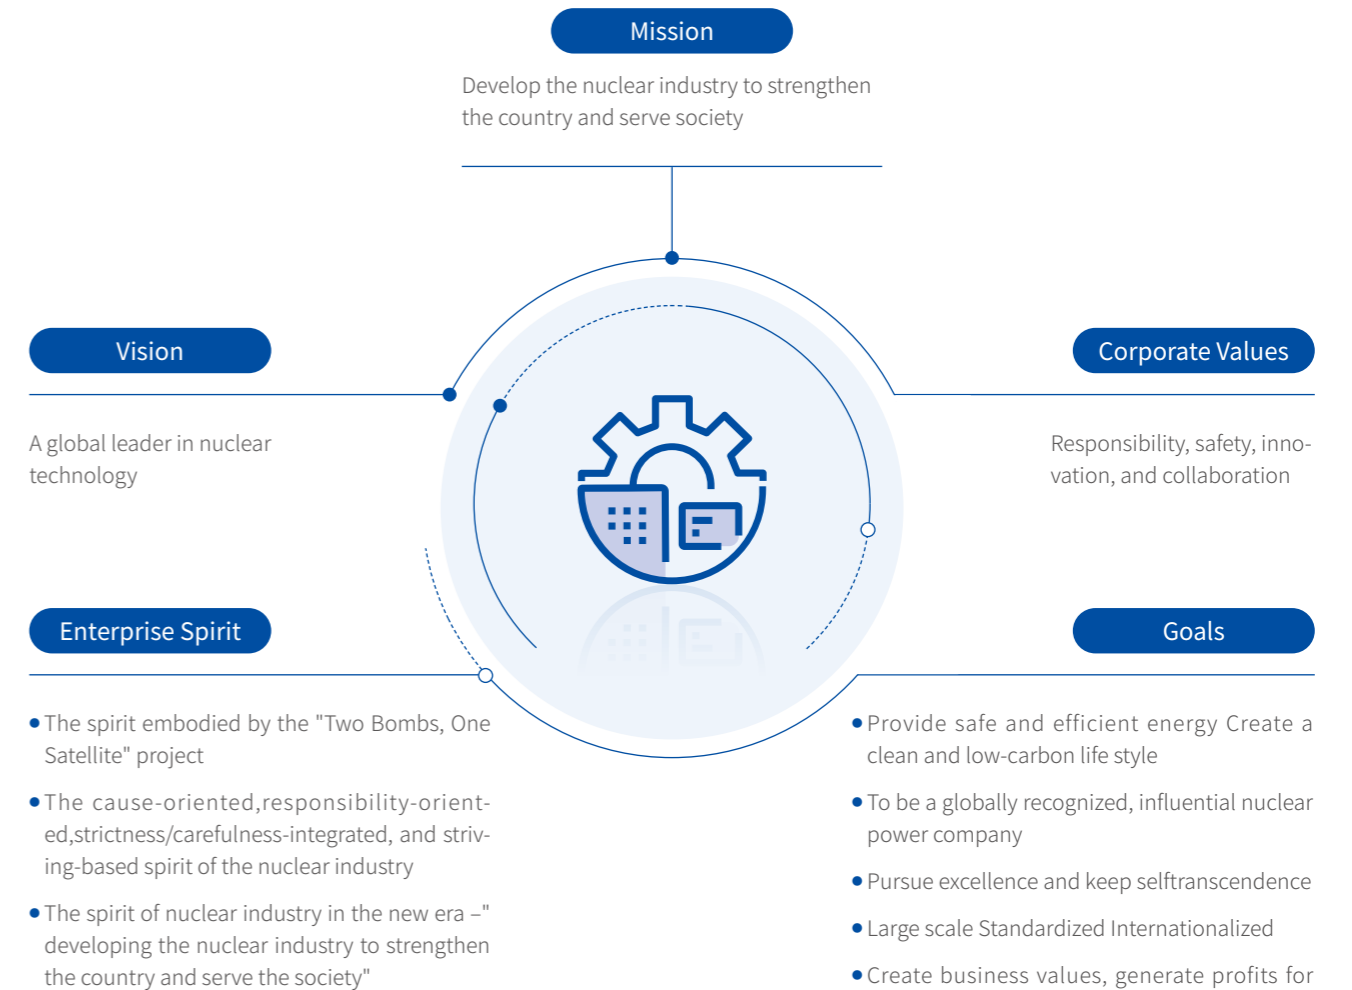 Mission
Develop the nuclear industry to strengthen
the country and serve society
Vision
A global leader in nuclear
technology
Corporate Values
Responsibility, safety, inno-
vation, and collaboration
Enterprise Spirit
The spirit embodied by the "Two Bombs, One
Satellite" project
The cause-oriented,responsibility-orient-
ed,strictness/carefulness-integrated, and striv-
ing-based spirit of the nuclear industry
The spirit of nuclear industry in the new era –"
developing the nuclear industry to strengthen
the country and serve the society"
Goals
Provide safe and efficient energy Create a
clean and low-carbon life style
To be a globally recognized, influential nuclear
power company
Pursue excellence and keep selftranscendence
Large scale Standardized Internationalized
Create business values, generate profits for